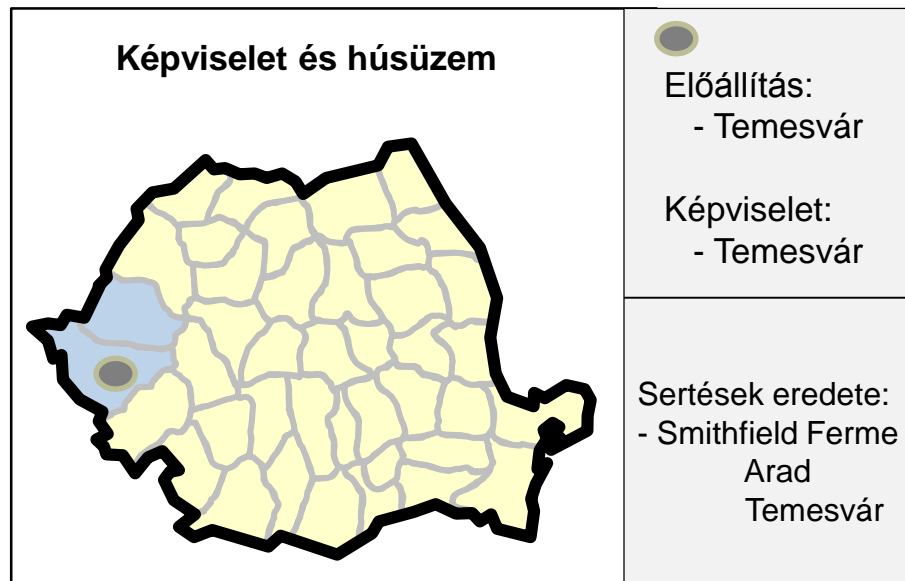 Képviselet és húsüzem
Előállítás:
- Temesvár
Képviselet:
- Temesvár
Sertések eredete:
- Smithfield Ferme
Arad
Temesvár